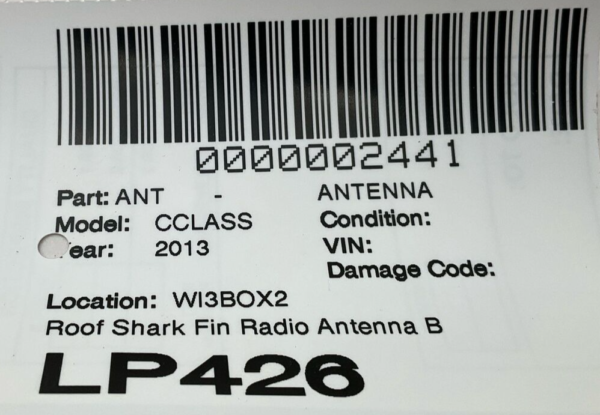 0000002441
Part: ANT - ANTENNA
Model: CCLASS Condition:
ear: 2013 VIN:
Damage Code:
Location: WI3BOX2
Roof Shark Fin Radio Antenna B
LP426